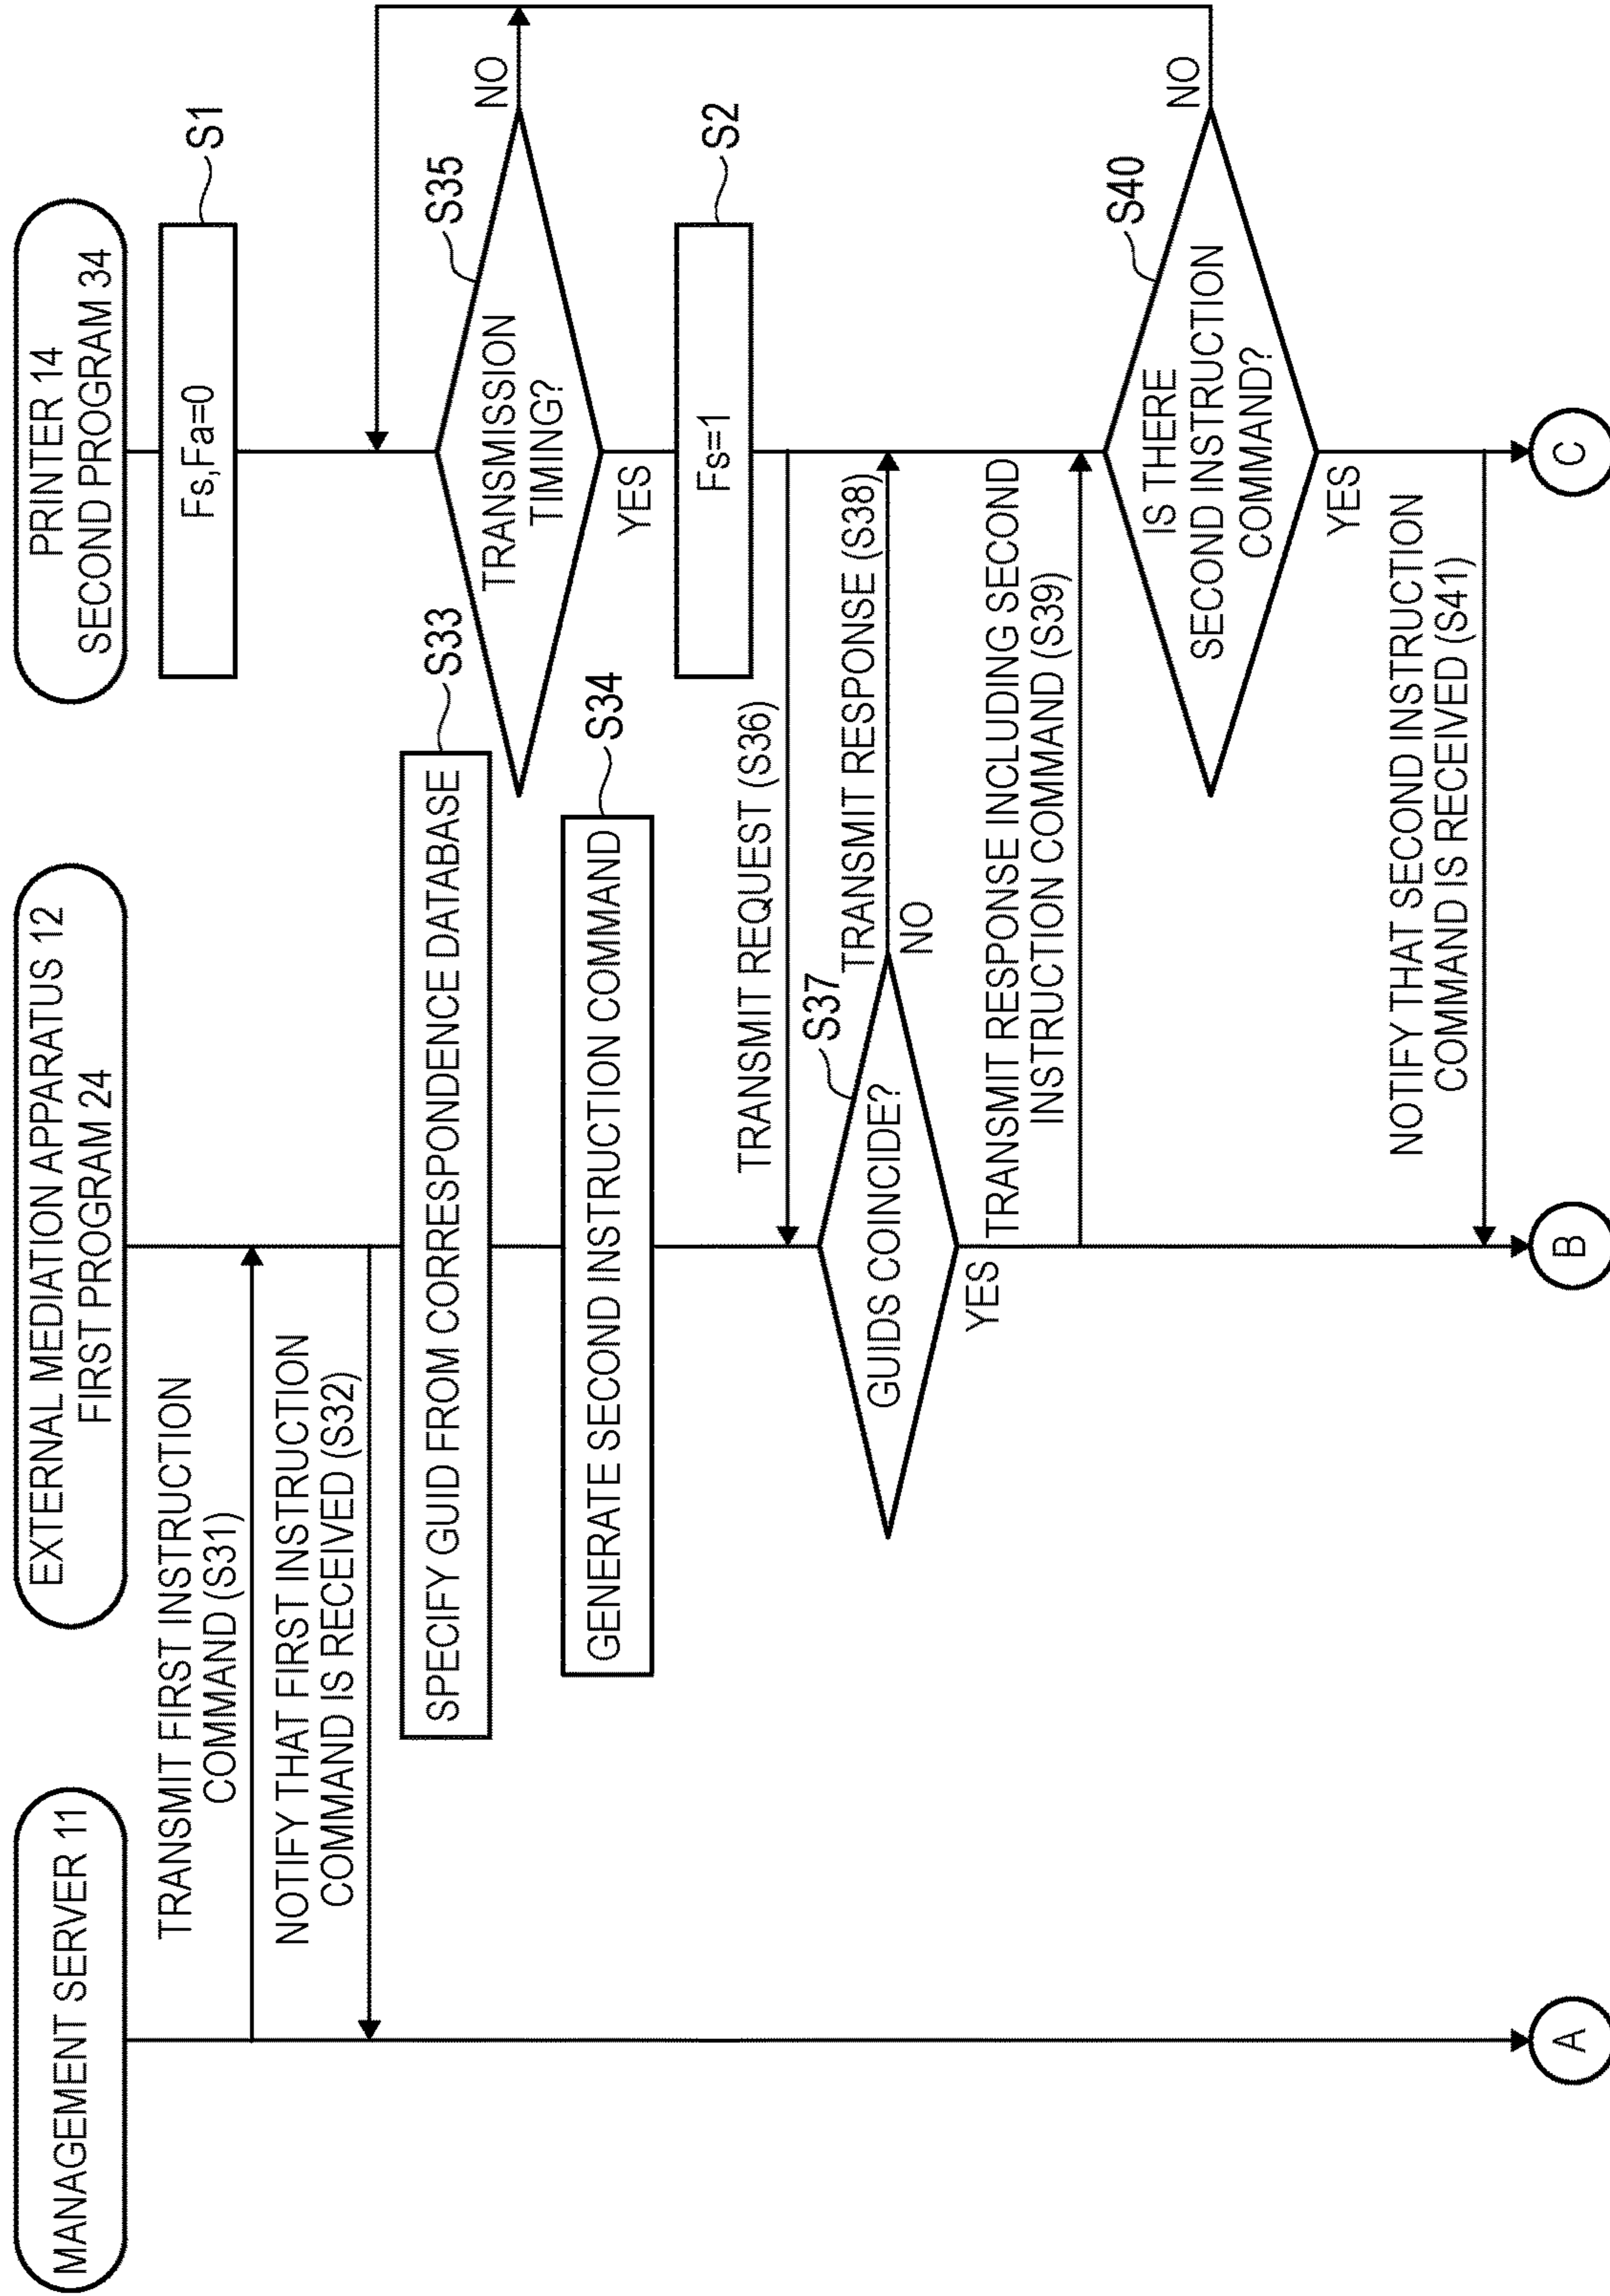 MANAGEMENT SERVER 11
EXTERNAL MEDIATION APPARATUS 12
FIRST PROGRAM 24
PRINTER 14
SECOND PROGRAM 34
TRANSMIT FIRST INSTRUCTION
COMMAND (S31)
NOTIFY THAT FIRST INSTRUCTION
COMMAND IS RECEIVED (S32)
Fs,Fa=0
S1
SPECIFY GUID FROM CORRESPONDENCE DATABASE
S33
GENERATE SECOND INSTRUCTION COMMAND
S34
TRANSMISSION
TIMING?
S35
NO
YES
Fs=1
S2
TRANSMIT REQUEST (S36)
GUIDS COINCIDE?
S37
TRANSMIT RESPONSE (S38)
NO
YES
TRANSMIT RESPONSE INCLUDING SECOND
INSTRUCTION COMMAND (S39)
IS THERE
SECOND INSTRUCTION
COMMAND?
S40
NO
YES
NOTIFY THAT SECOND INSTRUCTION
COMMAND IS RECEIVED (S41)
A
B
C